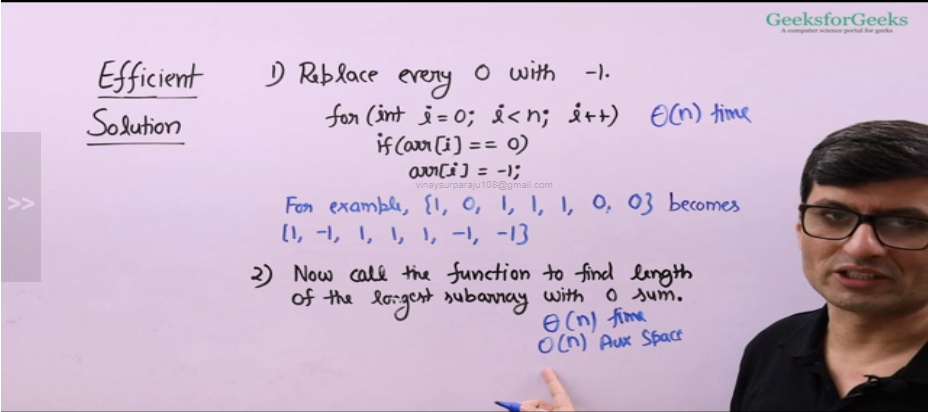 GeeksforGeeks
A computer science portal for geeks
Efficient
Solution
1) Replace every 0 with -1.
for (int i=0; i<n; i++) θ(n) time
if(arr[i] == 0)
arr[i] = -1;
vinaysurparaju108@gmail.com
For example, {1, 0, 1, 1, 1, 0, 0} becomes
{1, -1, 1, 1, 1, -1, -1}
2) Now call the function to find length
of the longest subarray with 0 sum.
θ(n) time
O(n) Aux Space
>>